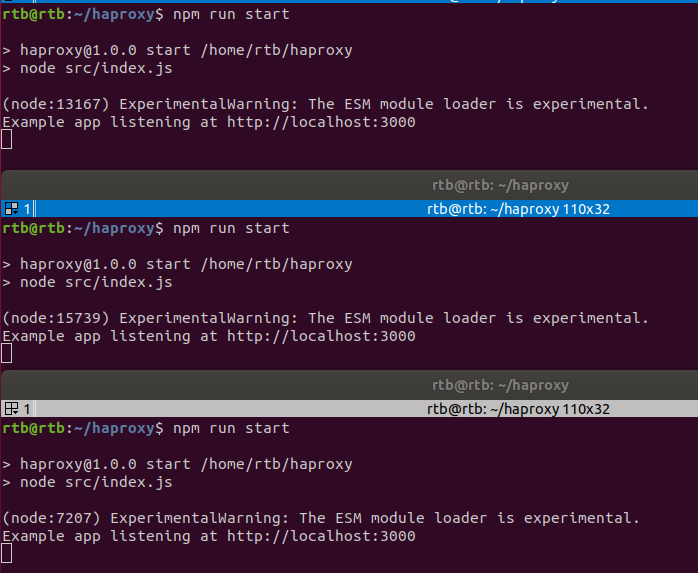 rtb@rtb:~/haproxy$ npm run start
> haproxy@1.0.0 start /home/rtb/haproxy
> node src/index.js
(node:13167) ExperimentalWarning: The ESM module loader is experimental.
Example app listening at http://localhost:3000
rtb@rtb: ~/haproxy
1 rtb@rtb: ~/haproxy 110x32
rtb@rtb:~/haproxy$ npm run start
> haproxy@1.0.0 start /home/rtb/haproxy
> node src/index.js
(node:15739) ExperimentalWarning: The ESM module loader is experimental.
Example app listening at http://localhost:3000
rtb@rtb: ~/haproxy
1 rtb@rtb: ~/haproxy 110x32
rtb@rtb:~/haproxy$ npm run start
> haproxy@1.0.0 start /home/rtb/haproxy
> node src/index.js
(node:7207) ExperimentalWarning: The ESM module loader is experimental.
Example app listening at http://localhost:3000